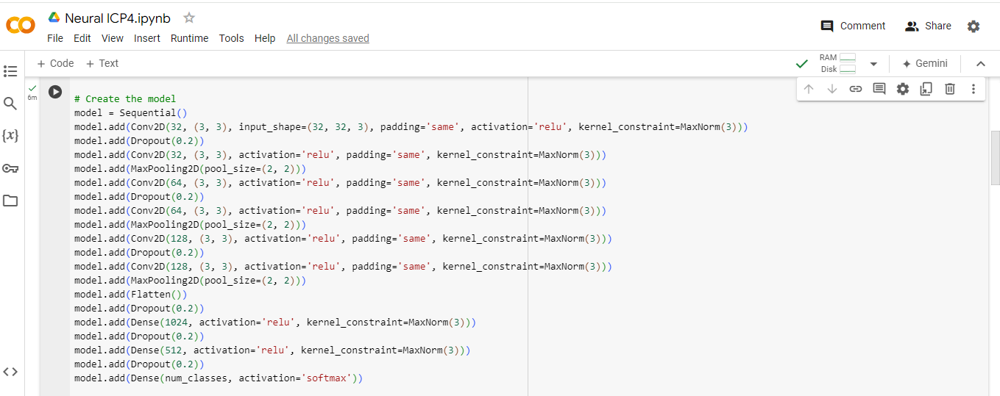 Neural ICP4.ipynb
File Edit View Insert Runtime Tools Help All changes saved
Comment Share
+ Code + Text
RAM
Disk
Gemini
6m
# Create the model
model = Sequential()
model.add(Conv2D(32, (3, 3), input_shape=(32, 32, 3), padding='same', activation='relu', kernel_constraint=MaxNorm(3)))
model.add(Dropout(0.2))
model.add(Conv2D(32, (3, 3), activation='relu', padding='same', kernel_constraint=MaxNorm(3)))
model.add(MaxPooling2D(pool_size=(2, 2)))
model.add(Conv2D(64, (3, 3), activation='relu', padding='same', kernel_constraint=MaxNorm(3)))
model.add(Dropout(0.2))
model.add(Conv2D(64, (3, 3), activation='relu', padding='same', kernel_constraint=MaxNorm(3)))
model.add(MaxPooling2D(pool_size=(2, 2)))
model.add(Conv2D(128, (3, 3), activation='relu', padding='same', kernel_constraint=MaxNorm(3)))
model.add(Dropout(0.2))
model.add(Conv2D(128, (3, 3), activation='relu', padding='same', kernel_constraint=MaxNorm(3)))
model.add(MaxPooling2D(pool_size=(2, 2)))
model.add(Flatten())
model.add(Dropout(0.2))
model.add(Dense(1024, activation='relu', kernel_constraint=MaxNorm(3)))
model.add(Dropout(0.2))
model.add(Dense(512, activation='relu', kernel_constraint=MaxNorm(3)))
model.add(Dropout(0.2))
model.add(Dense(num_classes, activation='softmax'))